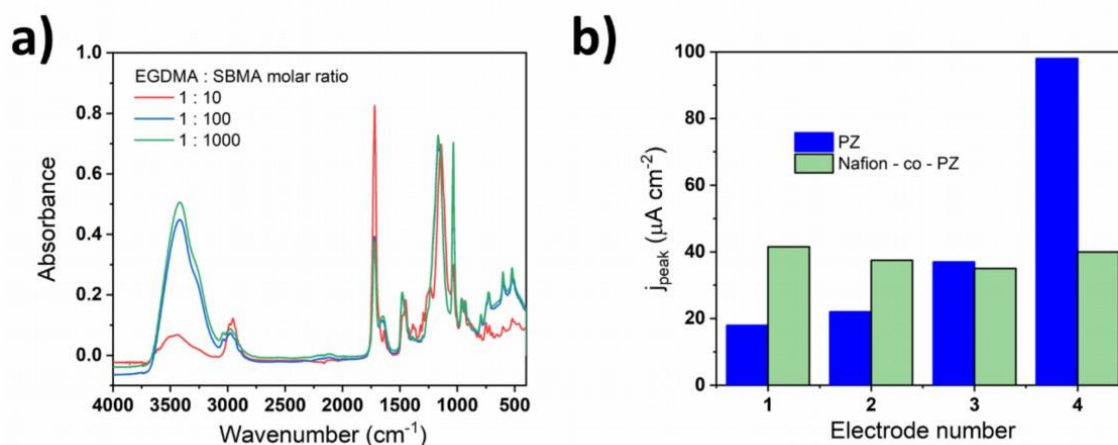 a)
EGDMA : SBMA molar ratio
1 : 10
1 : 100
1 : 1000
Absorbance
1.0
0.8
0.6
0.4
0.2
0.0
4000 3500 3000 2500 2000 1500 1000 500
Wavenumber (cm⁻¹)
b)
PZ
Nafion - co - PZ
j_peak (µA cm⁻²)
100
80
60
40
20
0
1 2 3 4
Electrode number